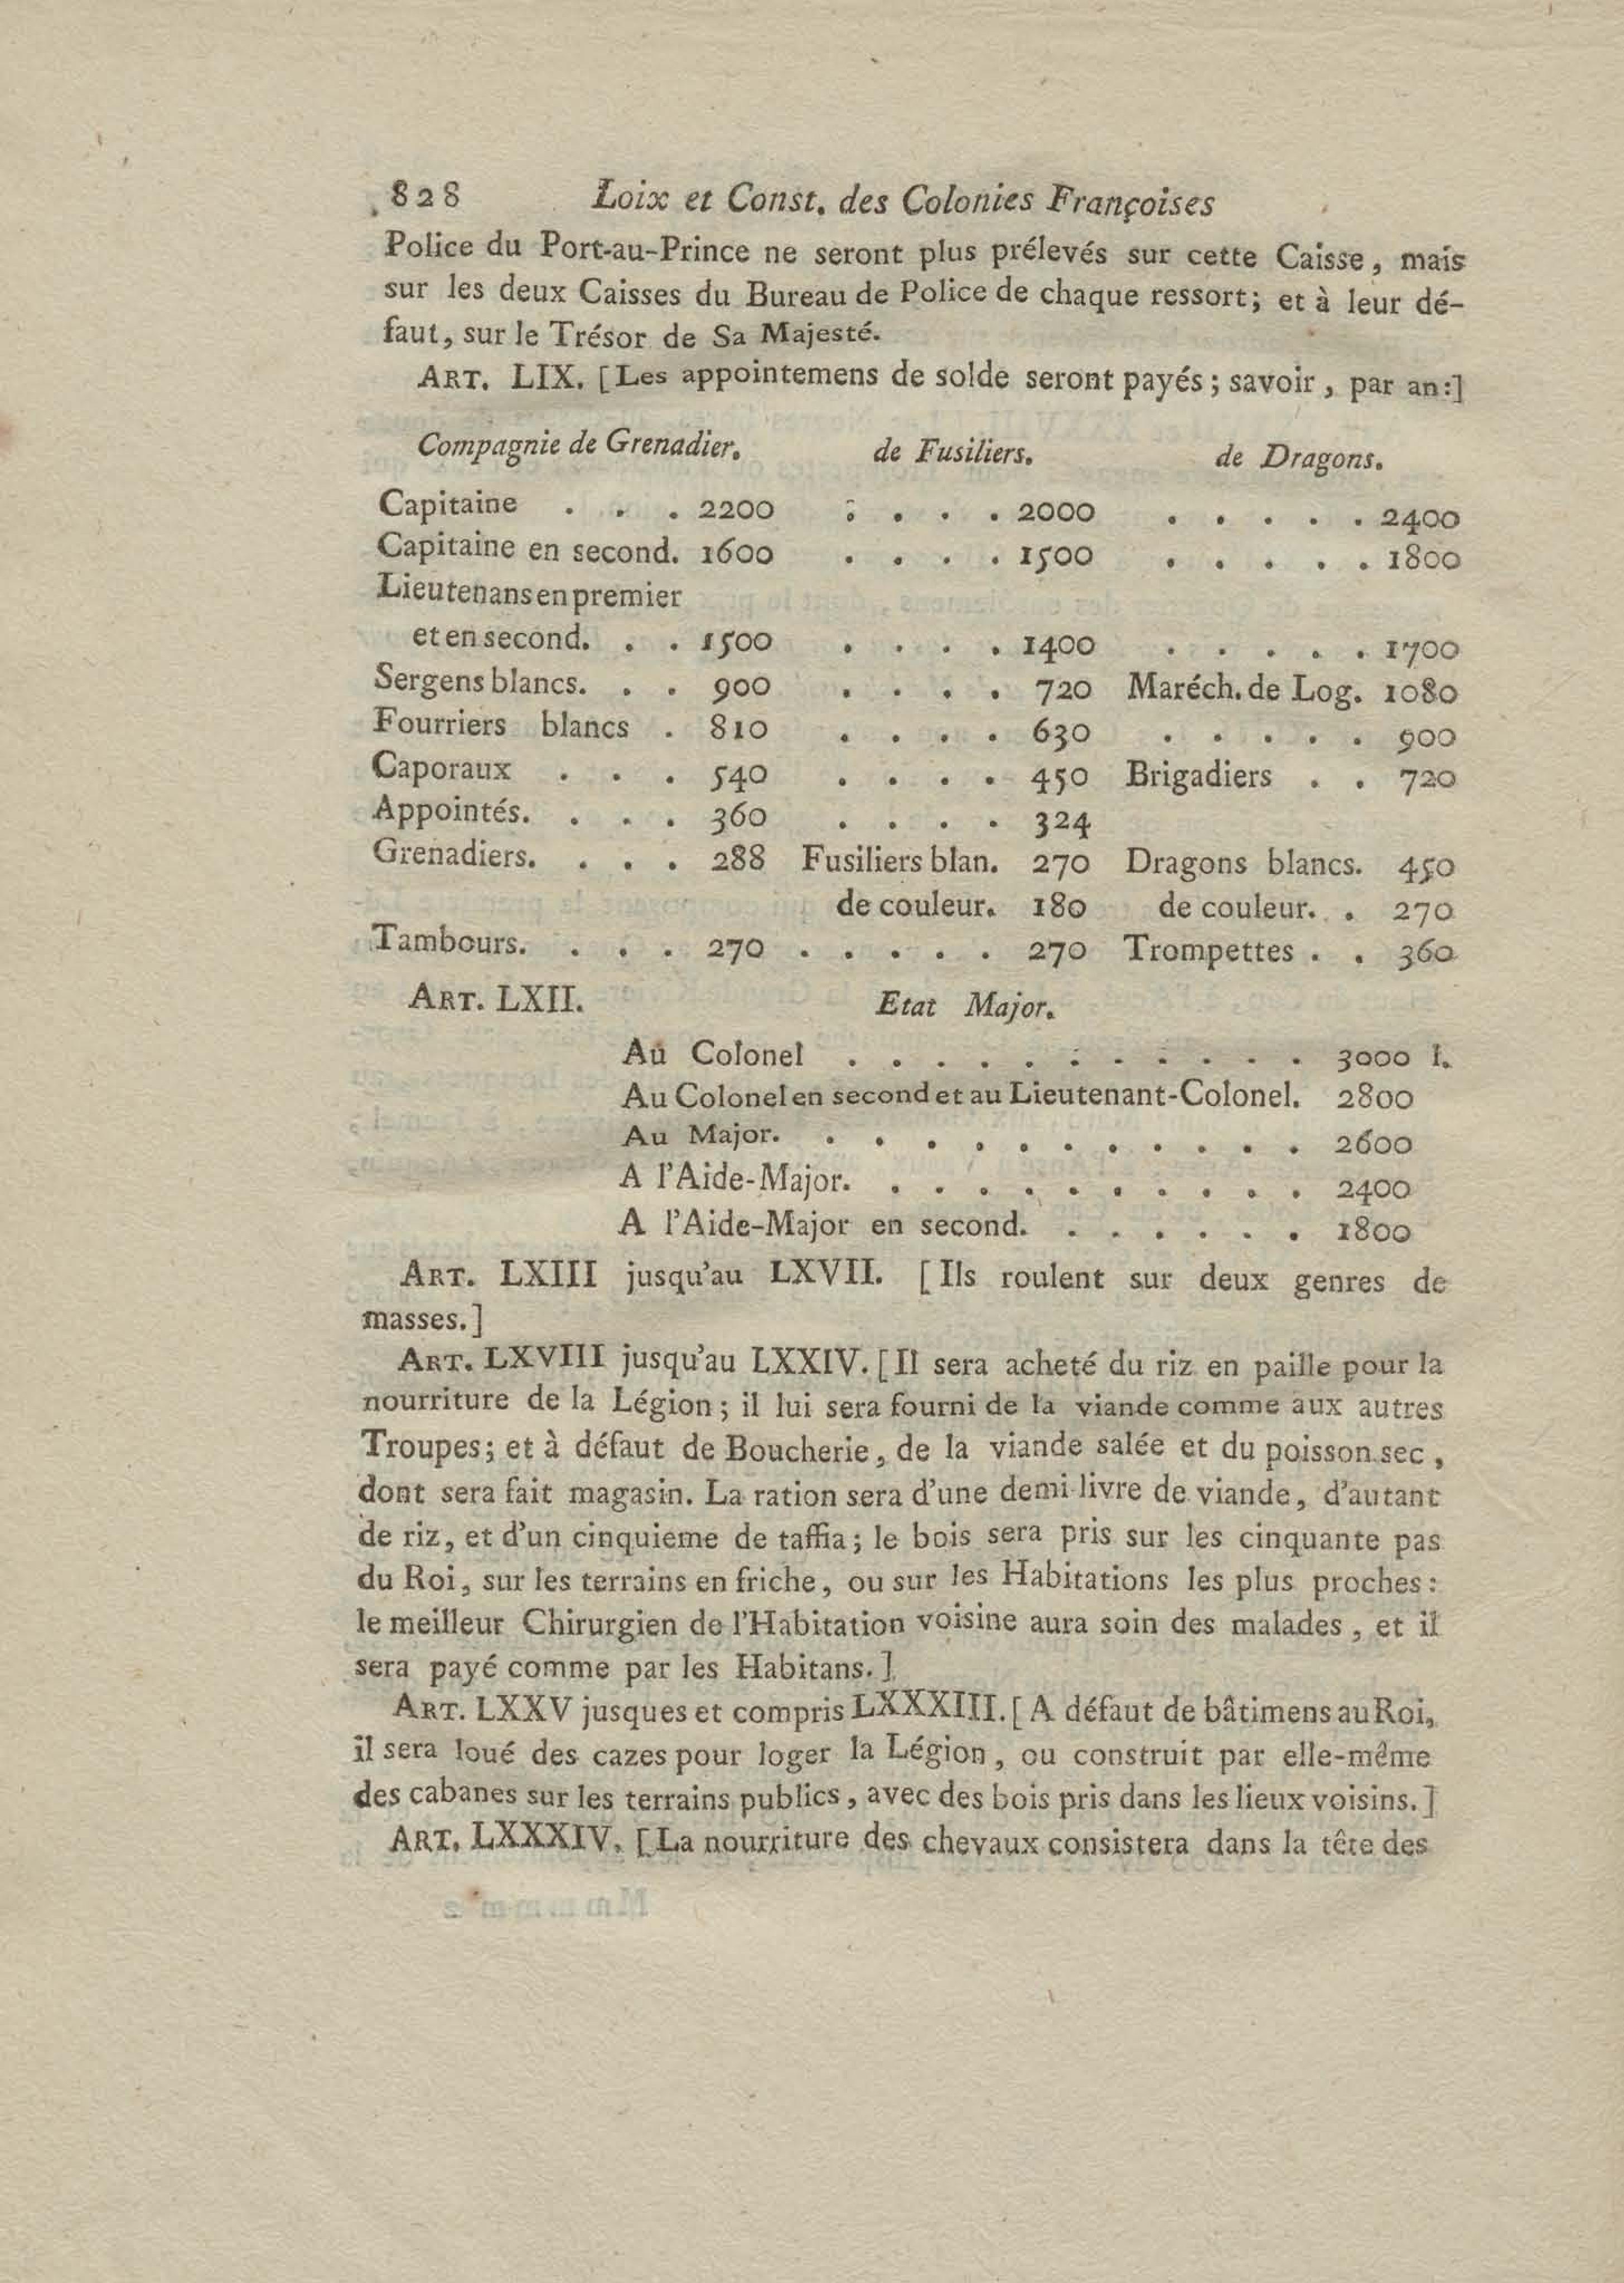 828 Loix et Const. des Colonies Françoises
Police du Port-au-Prince ne seront plus prélevés sur cette Caisse, mais
sur les deux Caisses du Bureau de Police de chaque ressort; et à leur dé-
faut, sur le Trésor de Sa Majesté.
ART. LIX. [Les appointemens de solde seront payés; savoir, par an:]
Compagnie de Grenadier. de Fusiliers. de Dragons.
Capitaine . . . 2200 . . . . 2000 . . . . . 2400
Capitaine en second. 1600 . . . . 1500 . . . . . 1800
Lieutenans en premier
et en second. . . 1500 . . . . 1400 . . . . . 1700
Sergens blancs. . . 900 . . . . 720 Maréch. de Log. 1080
Fourriers blancs . 810 . . . . 630 . . . . . 900
Caporaux . . . 540 . . . . 450 Brigadiers . . 720
Appointés. . . . 360 . . . . 324
Grenadiers. . . . 288 Fusiliers blan. 270 Dragons blancs. 450
de couleur. 180 de couleur. . 270
Tambours. . . . 270 . . . . . 270 Trompettes . . 360
ART. LXII. Etat Major.
Au Colonel . . . . . . . . . . . 3000 l.
Au Colonel en second et au Lieutenant-Colonel. 2800
Au Major. . . . . . . . . . . . 2600
A l'Aide-Major. . . . . . . . . . . 2400
A l'Aide-Major en second. . . . . . . 1800
ART. LXIII jusqu'au LXVII. [Ils roulent sur deux genres de
masses.]
ART. LXVIII jusqu'au LXXIV. [Il sera acheté du riz en paille pour la
nourriture de la Légion; il lui sera fourni de la viande comme aux autres
Troupes; et à défaut de Boucherie, de la viande salée et du poisson sec,
dont sera fait magasin. La ration sera d'une demi-livre de viande, d'autant
de riz, et d'un cinquieme de taffia; le bois sera pris sur les cinquante pas
du Roi, sur les terrains en friche, ou sur les Habitations les plus proches:
le meilleur Chirurgien de l'Habitation voisine aura soin des malades, et il
sera payé comme par les Habitans.]
ART. LXXV jusques et compris LXXXIII. [A défaut de bâtimens au Roi,
il sera loué des cazes pour loger la Légion, ou construit par elle-même
des cabanes sur les terrains publics, avec des bois pris dans les lieux voisins.]
ART. LXXXIV. [La nourriture des chevaux consistera dans la tête des